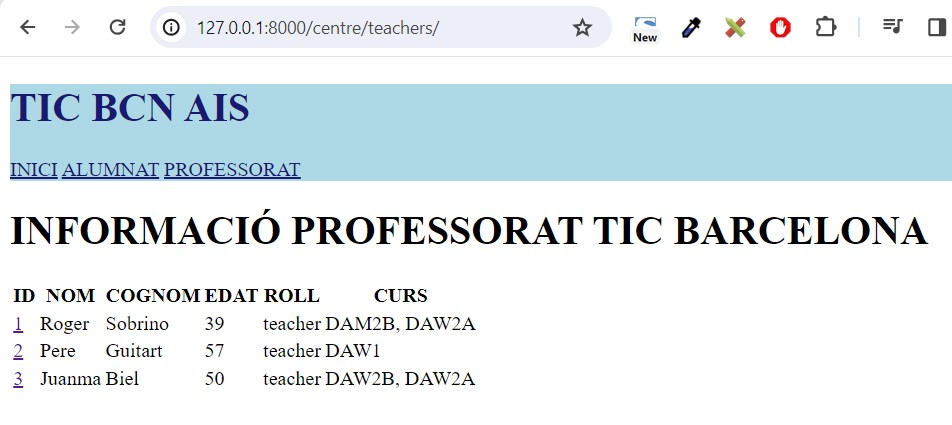 127.0.0.1:8000/centre/teachers/
New
TIC BCN AIS
INICI ALUMNAT PROFESSORAT
INFORMACIÓ PROFESSORAT TIC BARCELONA
ID NOM COGNOM EDAT ROLL CURS
1 Roger Sobrino 39 teacher DAM2B, DAW2A
2 Pere Guitart 57 teacher DAW1
3 Juanma Biel 50 teacher DAW2B, DAW2A